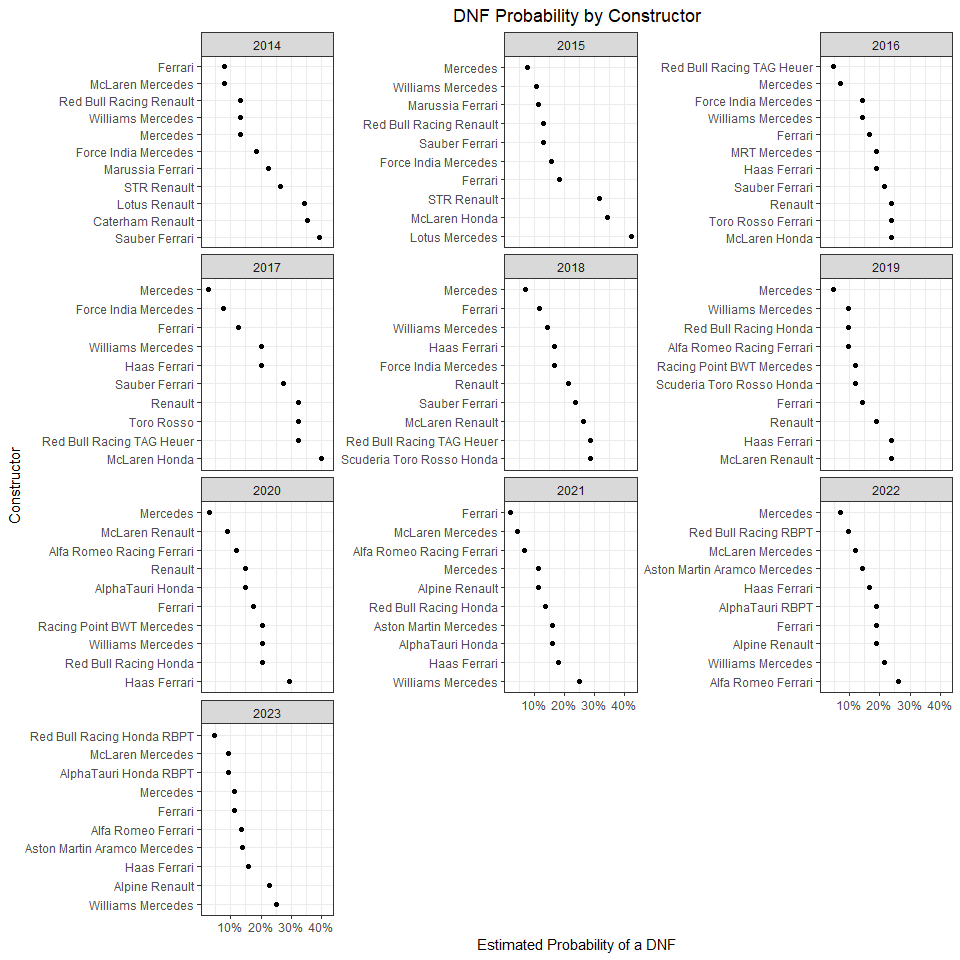 DNF Probability by Constructor
2014
Ferrari
McLaren Mercedes
Red Bull Racing Renault
Williams Mercedes
Mercedes
Force India Mercedes
Marussia Ferrari
STR Renault
Lotus Renault
Caterham Renault
Sauber Ferrari
2015
Mercedes
Williams Mercedes
Marussia Ferrari
Red Bull Racing Renault
Sauber Ferrari
Force India Mercedes
Ferrari
STR Renault
McLaren Honda
Lotus Mercedes
2016
Red Bull Racing TAG Heuer
Mercedes
Force India Mercedes
Williams Mercedes
Ferrari
MRT Mercedes
Haas Ferrari
Sauber Ferrari
Renault
Toro Rosso Ferrari
McLaren Honda
2017
Mercedes
Force India Mercedes
Ferrari
Williams Mercedes
Haas Ferrari
Sauber Ferrari
Renault
Toro Rosso
Red Bull Racing TAG Heuer
McLaren Honda
2018
Mercedes
Ferrari
Williams Mercedes
Haas Ferrari
Force India Mercedes
Renault
Sauber Ferrari
McLaren Renault
Red Bull Racing TAG Heuer
Scuderia Toro Rosso Honda
2019
Mercedes
Williams Mercedes
Red Bull Racing Honda
Alfa Romeo Racing Ferrari
Racing Point BWT Mercedes
Scuderia Toro Rosso Honda
Ferrari
Renault
Haas Ferrari
McLaren Renault
Constructor
2020
Mercedes
McLaren Renault
Alfa Romeo Racing Ferrari
Renault
AlphaTauri Honda
Ferrari
Racing Point BWT Mercedes
Williams Mercedes
Red Bull Racing Honda
Haas Ferrari
2021
Ferrari
McLaren Mercedes
Alfa Romeo Racing Ferrari
Mercedes
Alpine Renault
Red Bull Racing Honda
Aston Martin Mercedes
AlphaTauri Honda
Haas Ferrari
Williams Mercedes
10% 20% 30% 40%
2022
Mercedes
Red Bull Racing RBPT
McLaren Mercedes
Aston Martin Aramco Mercedes
Haas Ferrari
AlphaTauri RBPT
Ferrari
Alpine Renault
Williams Mercedes
Alfa Romeo Ferrari
10% 20% 30% 40%
2023
Red Bull Racing Honda RBPT
McLaren Mercedes
AlphaTauri Honda RBPT
Mercedes
Ferrari
Alfa Romeo Ferrari
Aston Martin Aramco Mercedes
Haas Ferrari
Alpine Renault
Williams Mercedes
10% 20% 30% 40%
Estimated Probability of a DNF